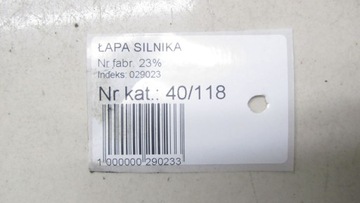 ŁAPA SILNIKA
Nr fabr. 23%
Indeks: 029023
Nr kat.: 40/118
1 000000 290233